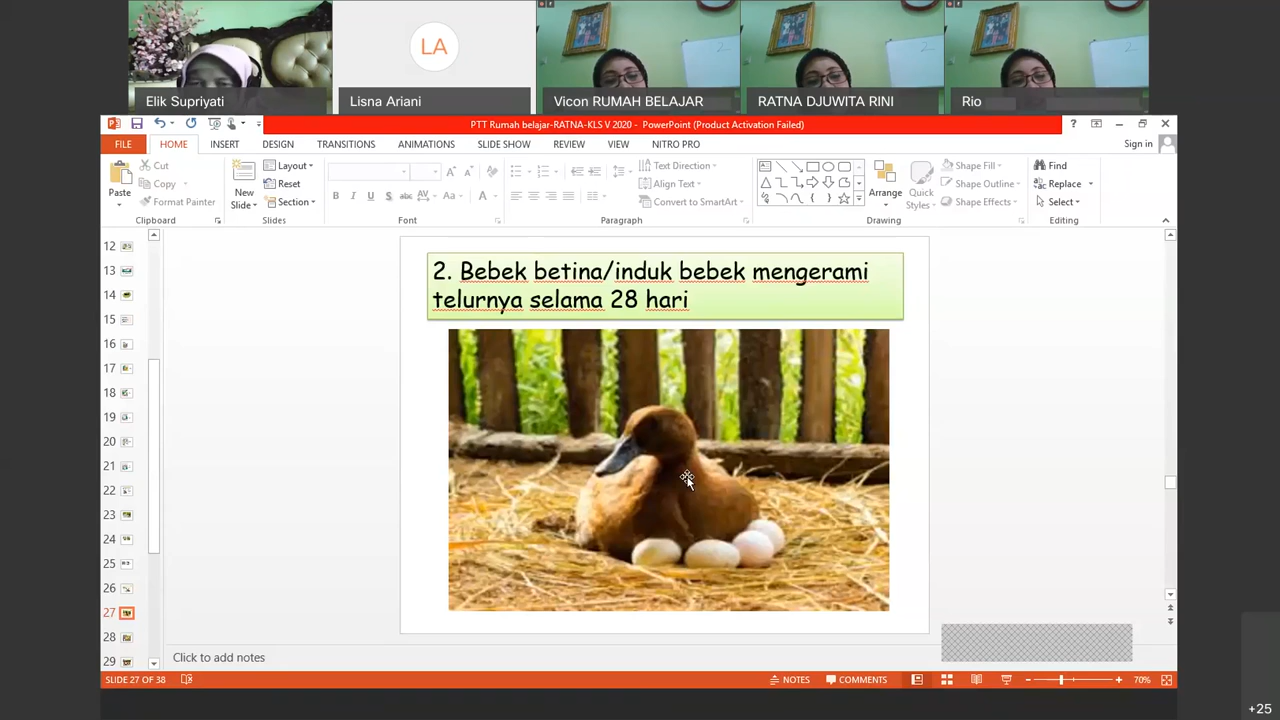 LA
Elik Supriyati
Lisna Ariani
Vicon RUMAH BELAJAR
RATNA DJUWITA RINI
Rio
PTT Rumah belajar-RATNA-KLS V 2020 - PowerPoint (Product Activation Failed)
FILE HOME INSERT DESIGN TRANSITIONS ANIMATIONS SLIDE SHOW REVIEW VIEW NITRO PRO
Sign in
Paste
Cut
Copy
Format Painter
Clipboard
New Slide
Layout
Reset
Section
Slides
Font
Text Direction
Align Text
Convert to SmartArt
Paragraph
Arrange
Quick Styles
Shape Fill
Shape Outline
Shape Effects
Drawing
Find
Replace
Select
Editing
12
13
14
15
16
17
18
19
20
21
22
23
24
25
26
27
28
29
2. Bebek betina/induk bebek mengerami
telurnya selama 28 hari
Click to add notes
SLIDE 27 OF 38
NOTES
COMMENTS
70%
+25